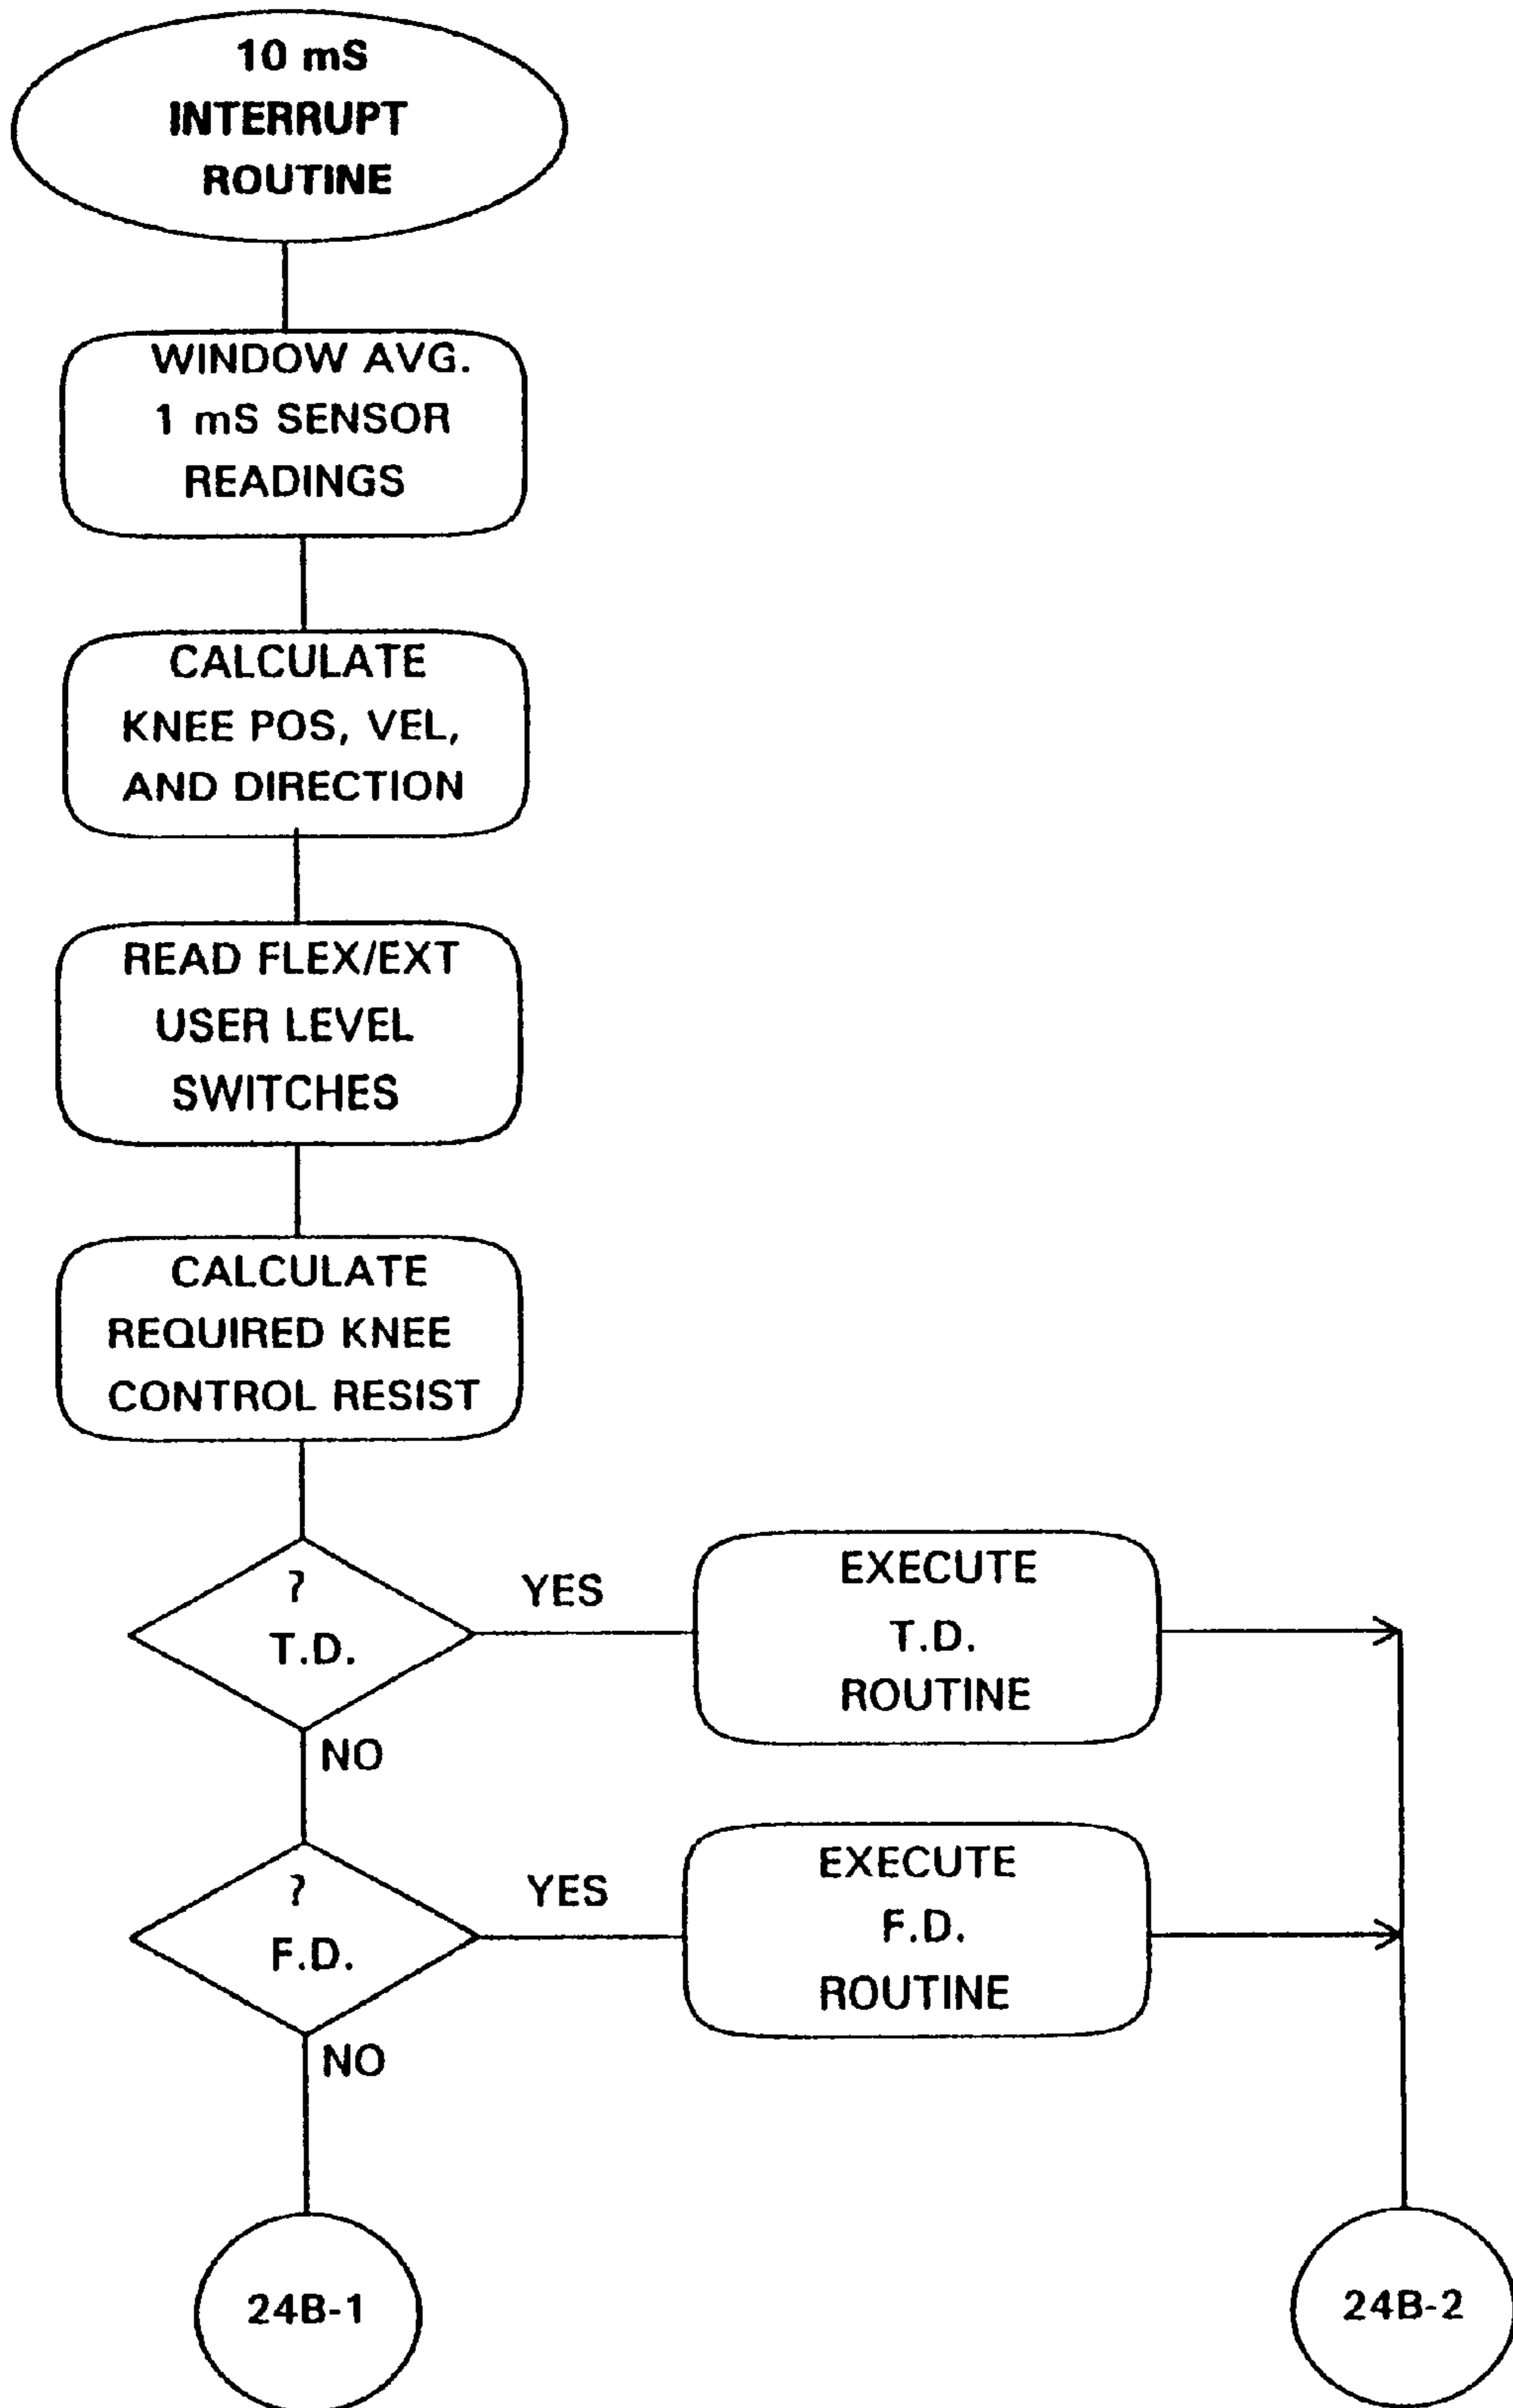 10 mS
INTERRUPT
ROUTINE
WINDOW AVG.
1 mS SENSOR
READINGS
CALCULATE
KNEE POS, VEL,
AND DIRECTION
READ FLEX/EXT
USER LEVEL
SWITCHES
CALCULATE
REQUIRED KNEE
CONTROL RESIST
?
T.D.
YES
EXECUTE
T.D.
ROUTINE
NO
?
F.D.
YES
EXECUTE
F.D.
ROUTINE
NO
24B-1
24B-2